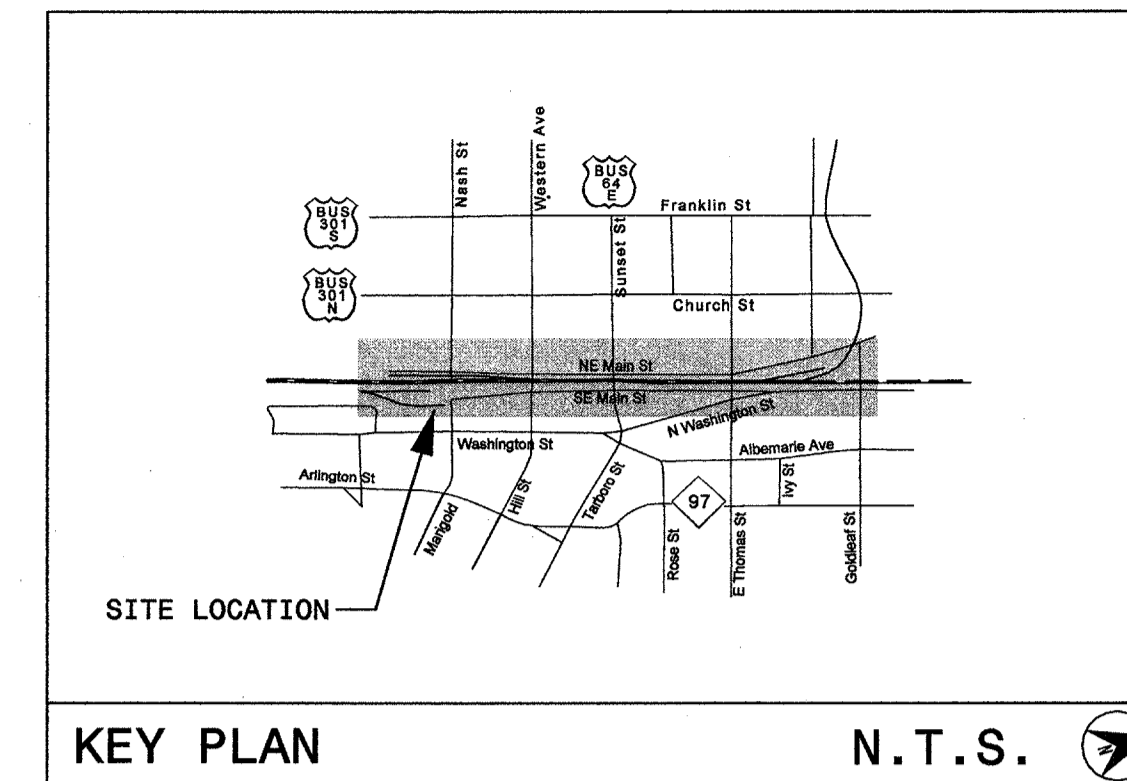 Nash St
Western Ave
BUS
64
E
BUS
301
S
Franklin St
Sunset St
BUS
301
N
Church St
NE Main St
SE Main St
N Washington St
Washington St
Albemarie Ave
Arlington St
Marigold
Hill St
Tarboro St
97
Ivy St
Rose St
E Thomas St
Goldleaf St
SITE LOCATION
KEY PLAN
N.T.S.
N